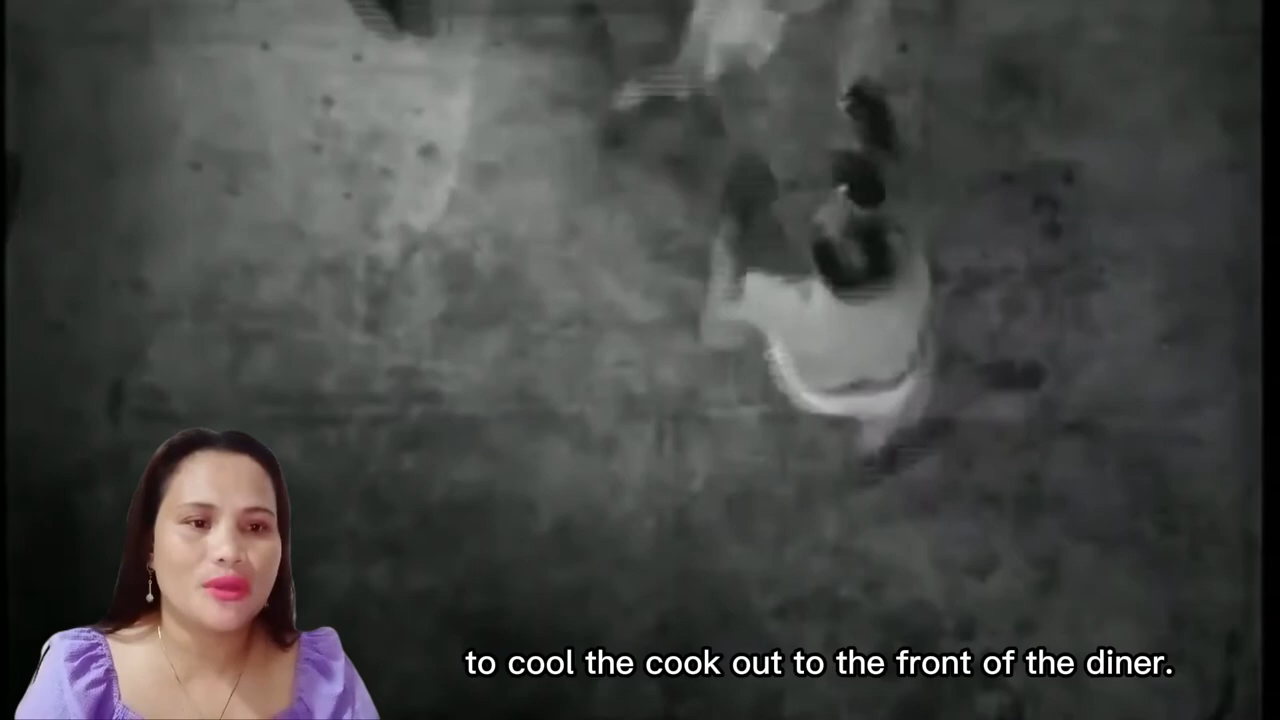 to cool the cook out to the front of the diner.